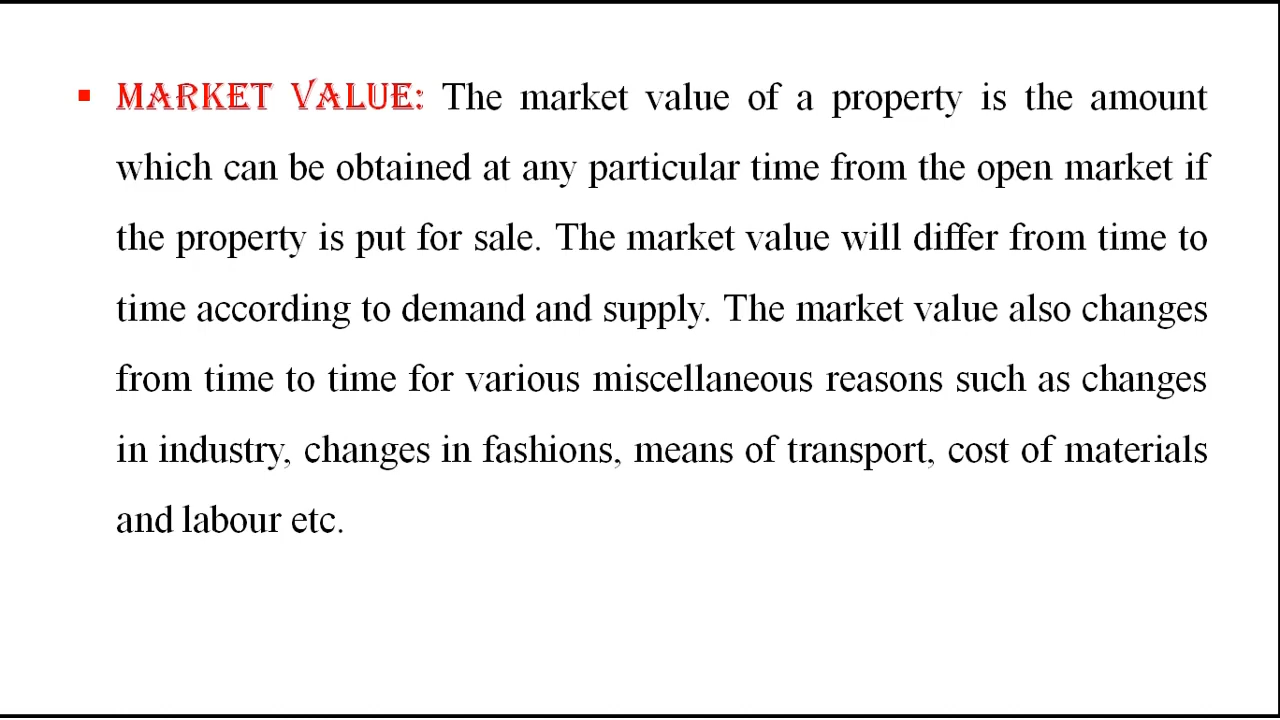 ▪ MARKET VALUE: The market value of a property is the amount
which can be obtained at any particular time from the open market if
the property is put for sale. The market value will differ from time to
time according to demand and supply. The market value also changes
from time to time for various miscellaneous reasons such as changes
in industry, changes in fashions, means of transport, cost of materials
and labour etc.